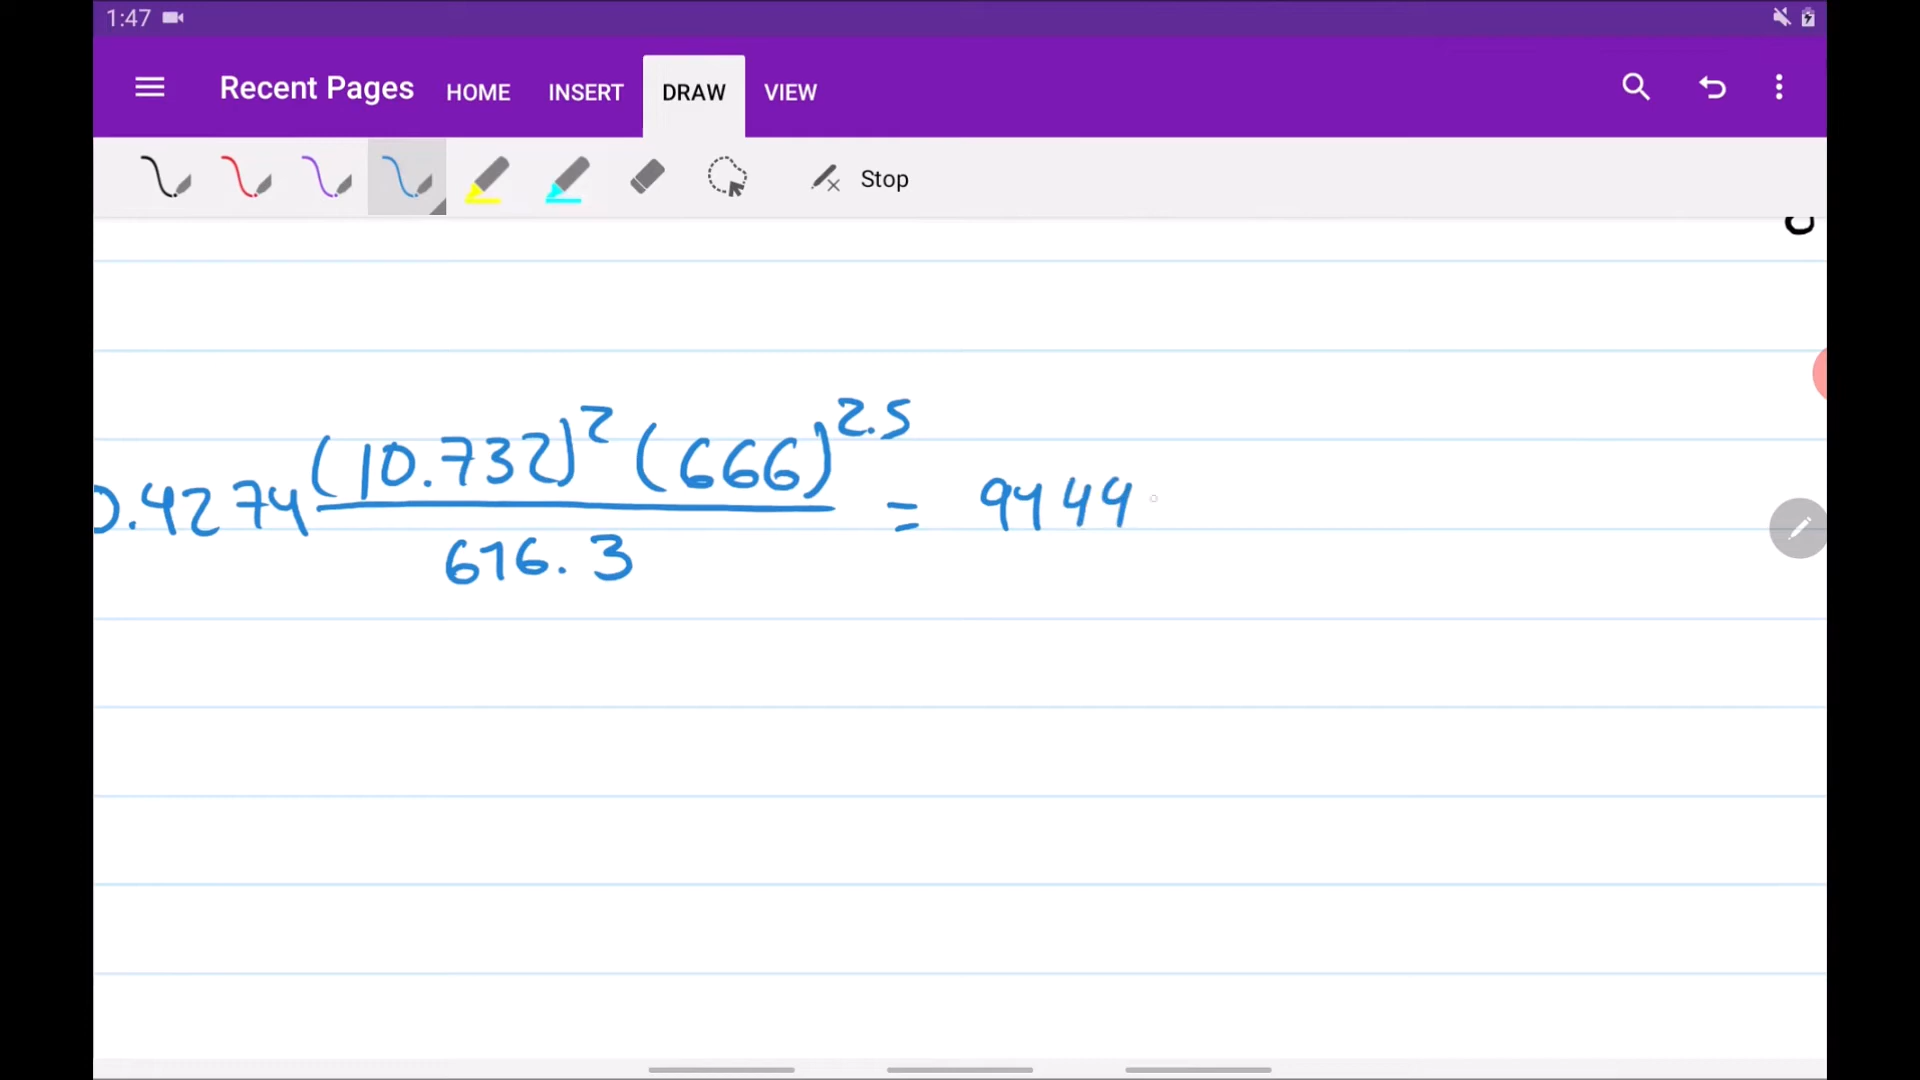 1:47
Recent Pages HOME INSERT DRAW VIEW
Stop
0.4274 (10.732)² (666)^2.5 = 9444
616.3